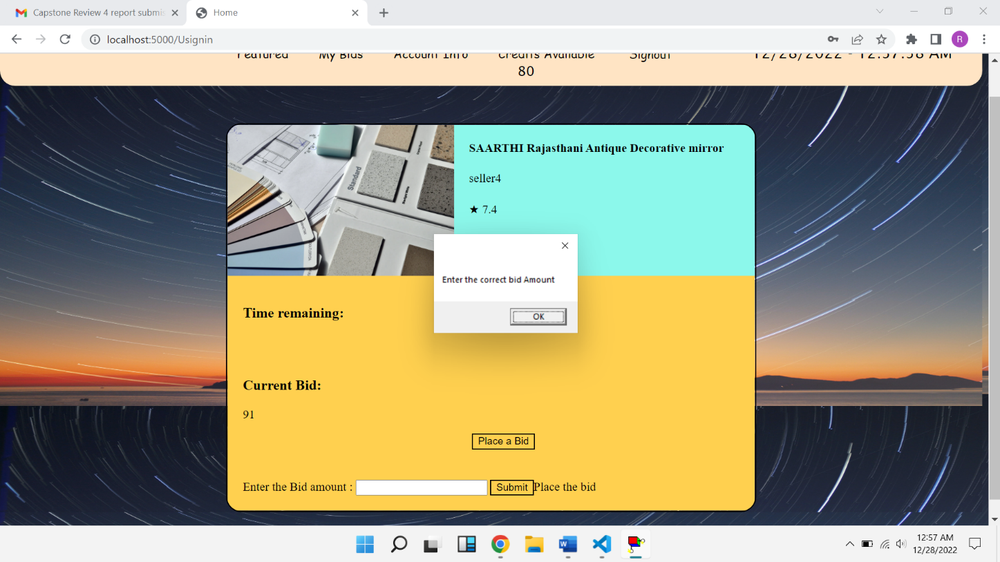 Capstone Review 4 report submis
Home
localhost:5000/Usignin
R
Featured My Bids Account Info Credits Available Signout 12/28/2022 - 12:57:58 AM
80
Standard
SAARTHI Rajasthani Antique Decorative mirror
seller4
★ 7.4
Enter the correct bid Amount
OK
Time remaining:
Current Bid:
91
Place a Bid
Enter the Bid amount : Submit Place the bid
12:57 AM
12/28/2022